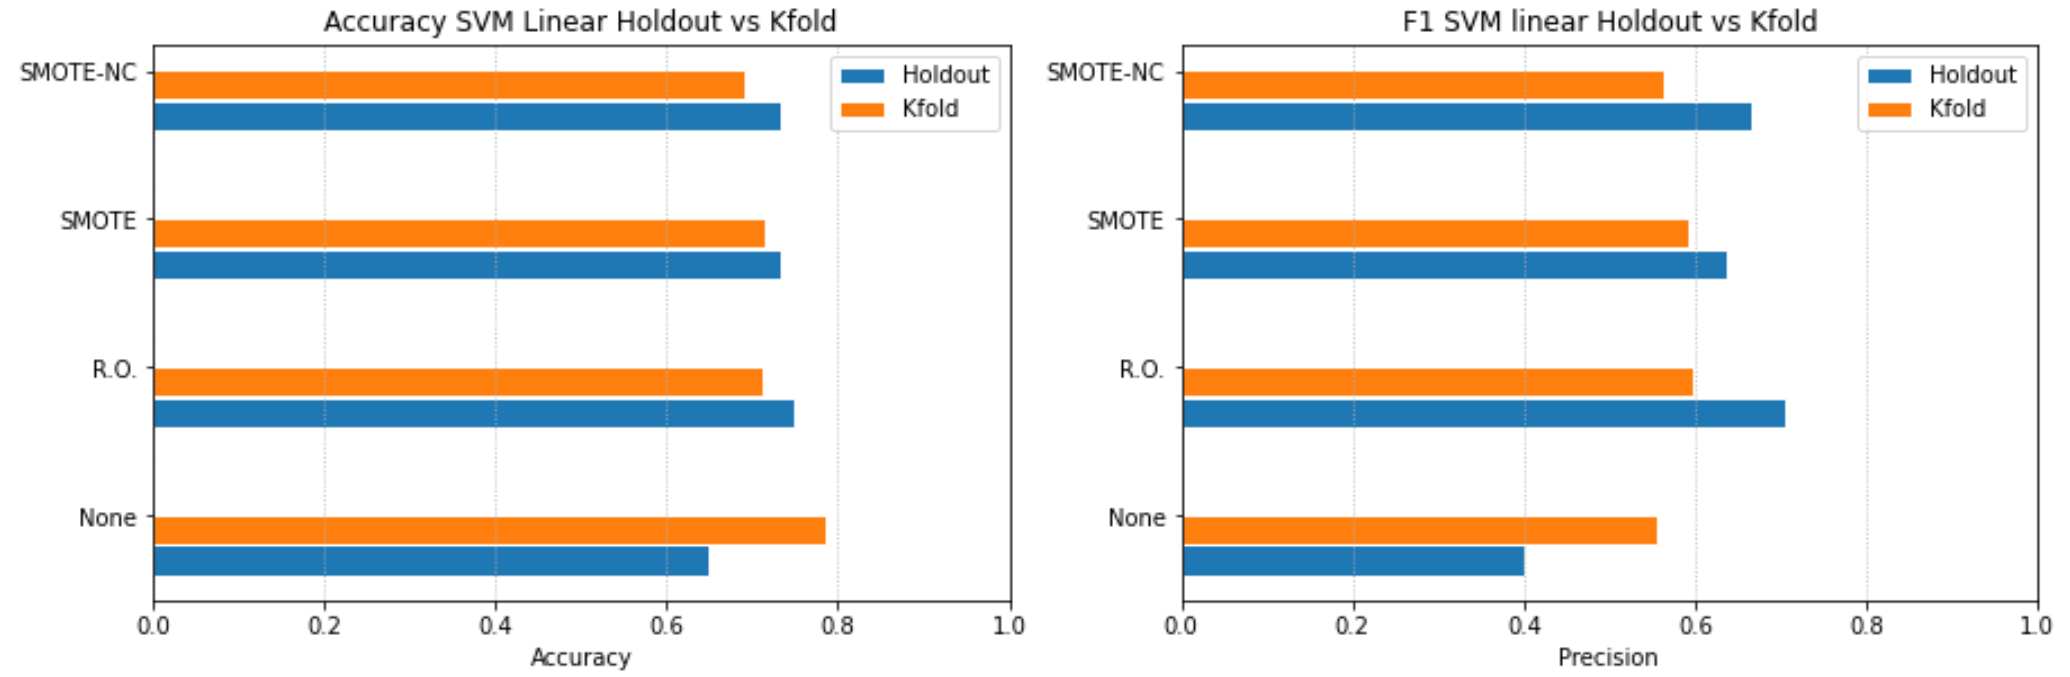 Accuracy SVM Linear Holdout vs Kfold
SMOTE-NC
SMOTE
R.O.
None
Holdout
Kfold
0.0 0.2 0.4 0.6 0.8 1.0
Accuracy
F1 SVM linear Holdout vs Kfold
SMOTE-NC
SMOTE
R.O.
None
Holdout
Kfold
0.0 0.2 0.4 0.6 0.8 1.0
Precision